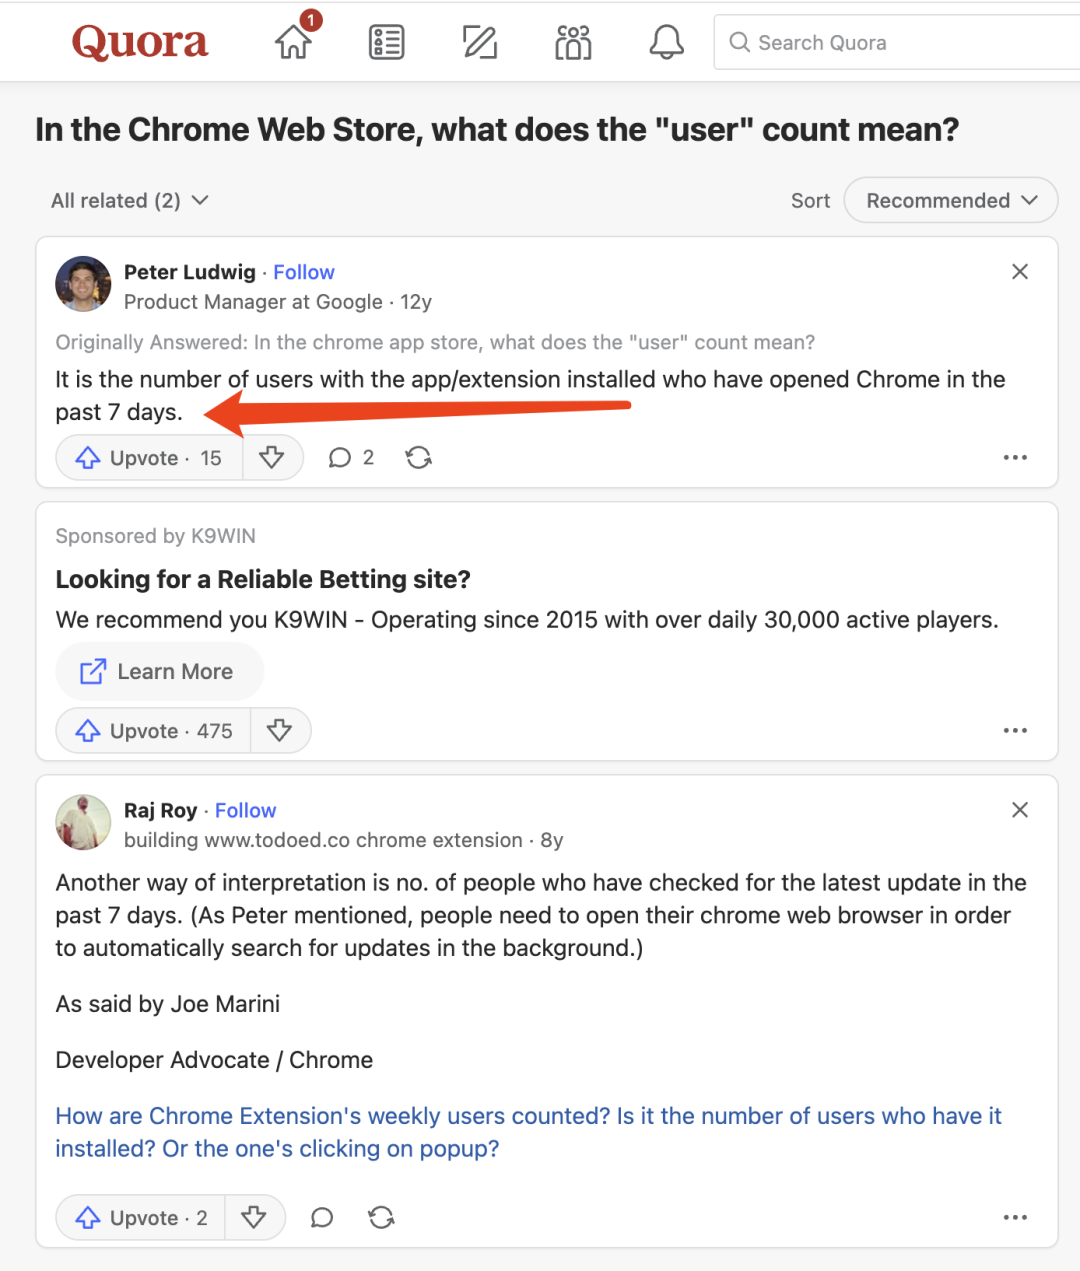 Quora
1
Search Quora
In the Chrome Web Store, what does the "user" count mean?
All related (2)
Sort
Recommended
Peter Ludwig · Follow
Product Manager at Google · 12y
Originally Answered: In the chrome app store, what does the "user" count mean?
It is the number of users with the app/extension installed who have opened Chrome in the
past 7 days.
Upvote · 15
2
Sponsored by K9WIN
Looking for a Reliable Betting site?
We recommend you K9WIN - Operating since 2015 with over daily 30,000 active players.
Learn More
Upvote · 475
Raj Roy · Follow
building www.todoed.co chrome extension · 8y
Another way of interpretation is no. of people who have checked for the latest update in the
past 7 days. (As Peter mentioned, people need to open their chrome web browser in order
to automatically search for updates in the background.)
As said by Joe Marini
Developer Advocate / Chrome
How are Chrome Extension's weekly users counted? Is it the number of users who have it
installed? Or the one's clicking on popup?
Upvote · 2